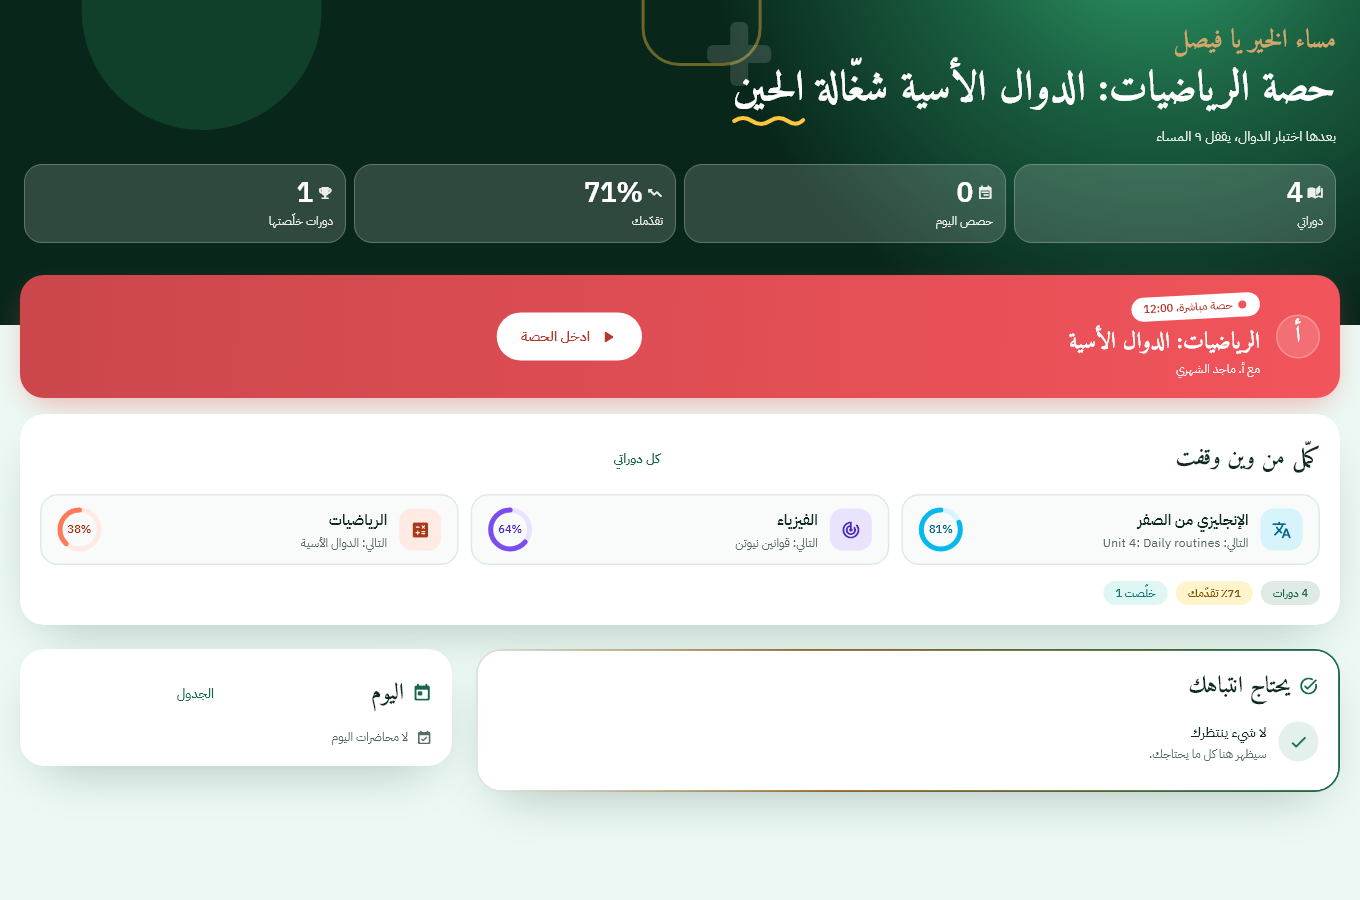 مساء الخير يا فيصل
حصة الرياضيات: الدوال الأسية شغّالة الحين
بعدها اختبار الدوال، يقفل ٩ المساء
4
دوراتي
0
حصص اليوم
71%
تقدّمك
1
دورات خلّصتها
أ
حصة مباشرة، 12:00
الرياضيات: الدوال الأسية
مع أ. ماجد الشهري
ادخل الحصة
كمّل من وين وقفت
كل دوراتي
الإنجليزي من الصفر
التالي: Unit 4: Daily routines
81%
الفيزياء
التالي: قوانين نيوتن
64%
الرياضيات
التالي: الدوال الأسية
38%
4 دورات
71٪ تقدّمك
خلّصت 1
يحتاج انتباهك
لا شيء ينتظرك
سيظهر هنا كل ما يحتاجك.
اليوم
الجدول
لا محاضرات اليوم